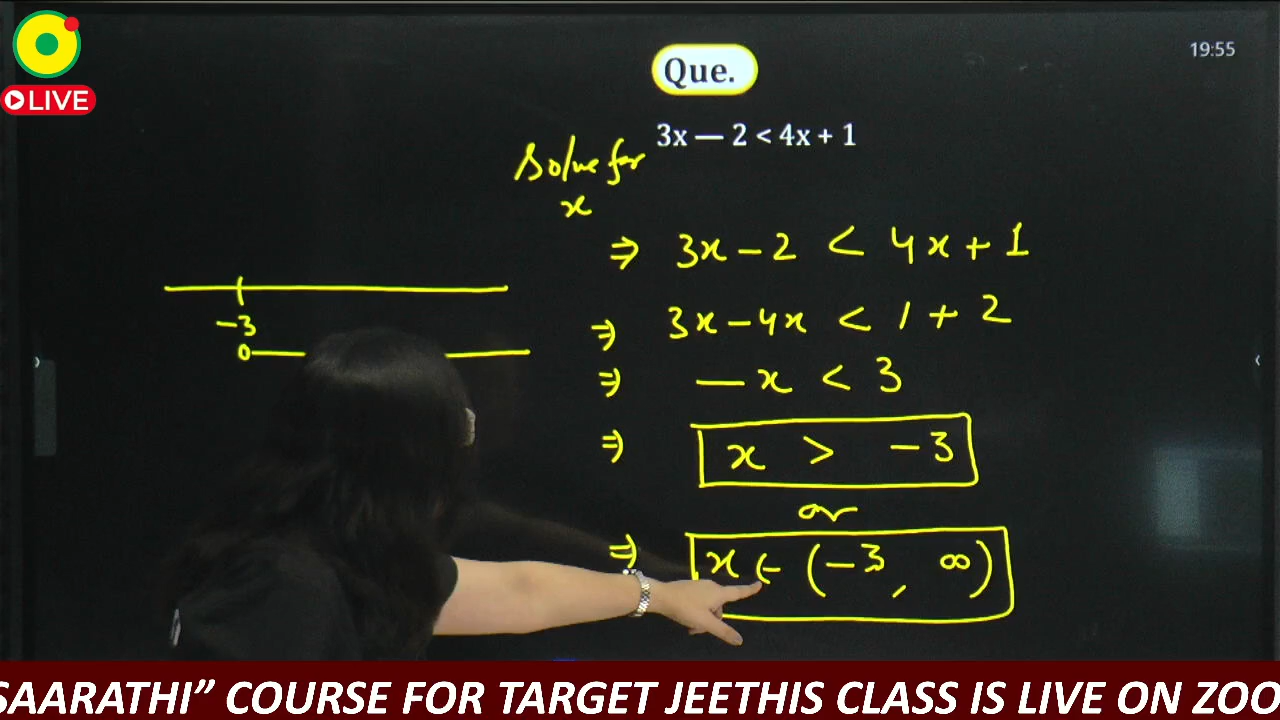 LIVE
19:55
Que.
3x — 2 < 4x + 1
Solve for
x
⇒ 3x - 2 < 4x + 1
⇒ 3x - 4x < 1 + 2
⇒ - x < 3
⇒ x > - 3
or
⇒ x ∈ (- 3, ∞)
-3
SAARATHI” COURSE FOR TARGET JEETHIS CLASS IS LIVE ON ZOO